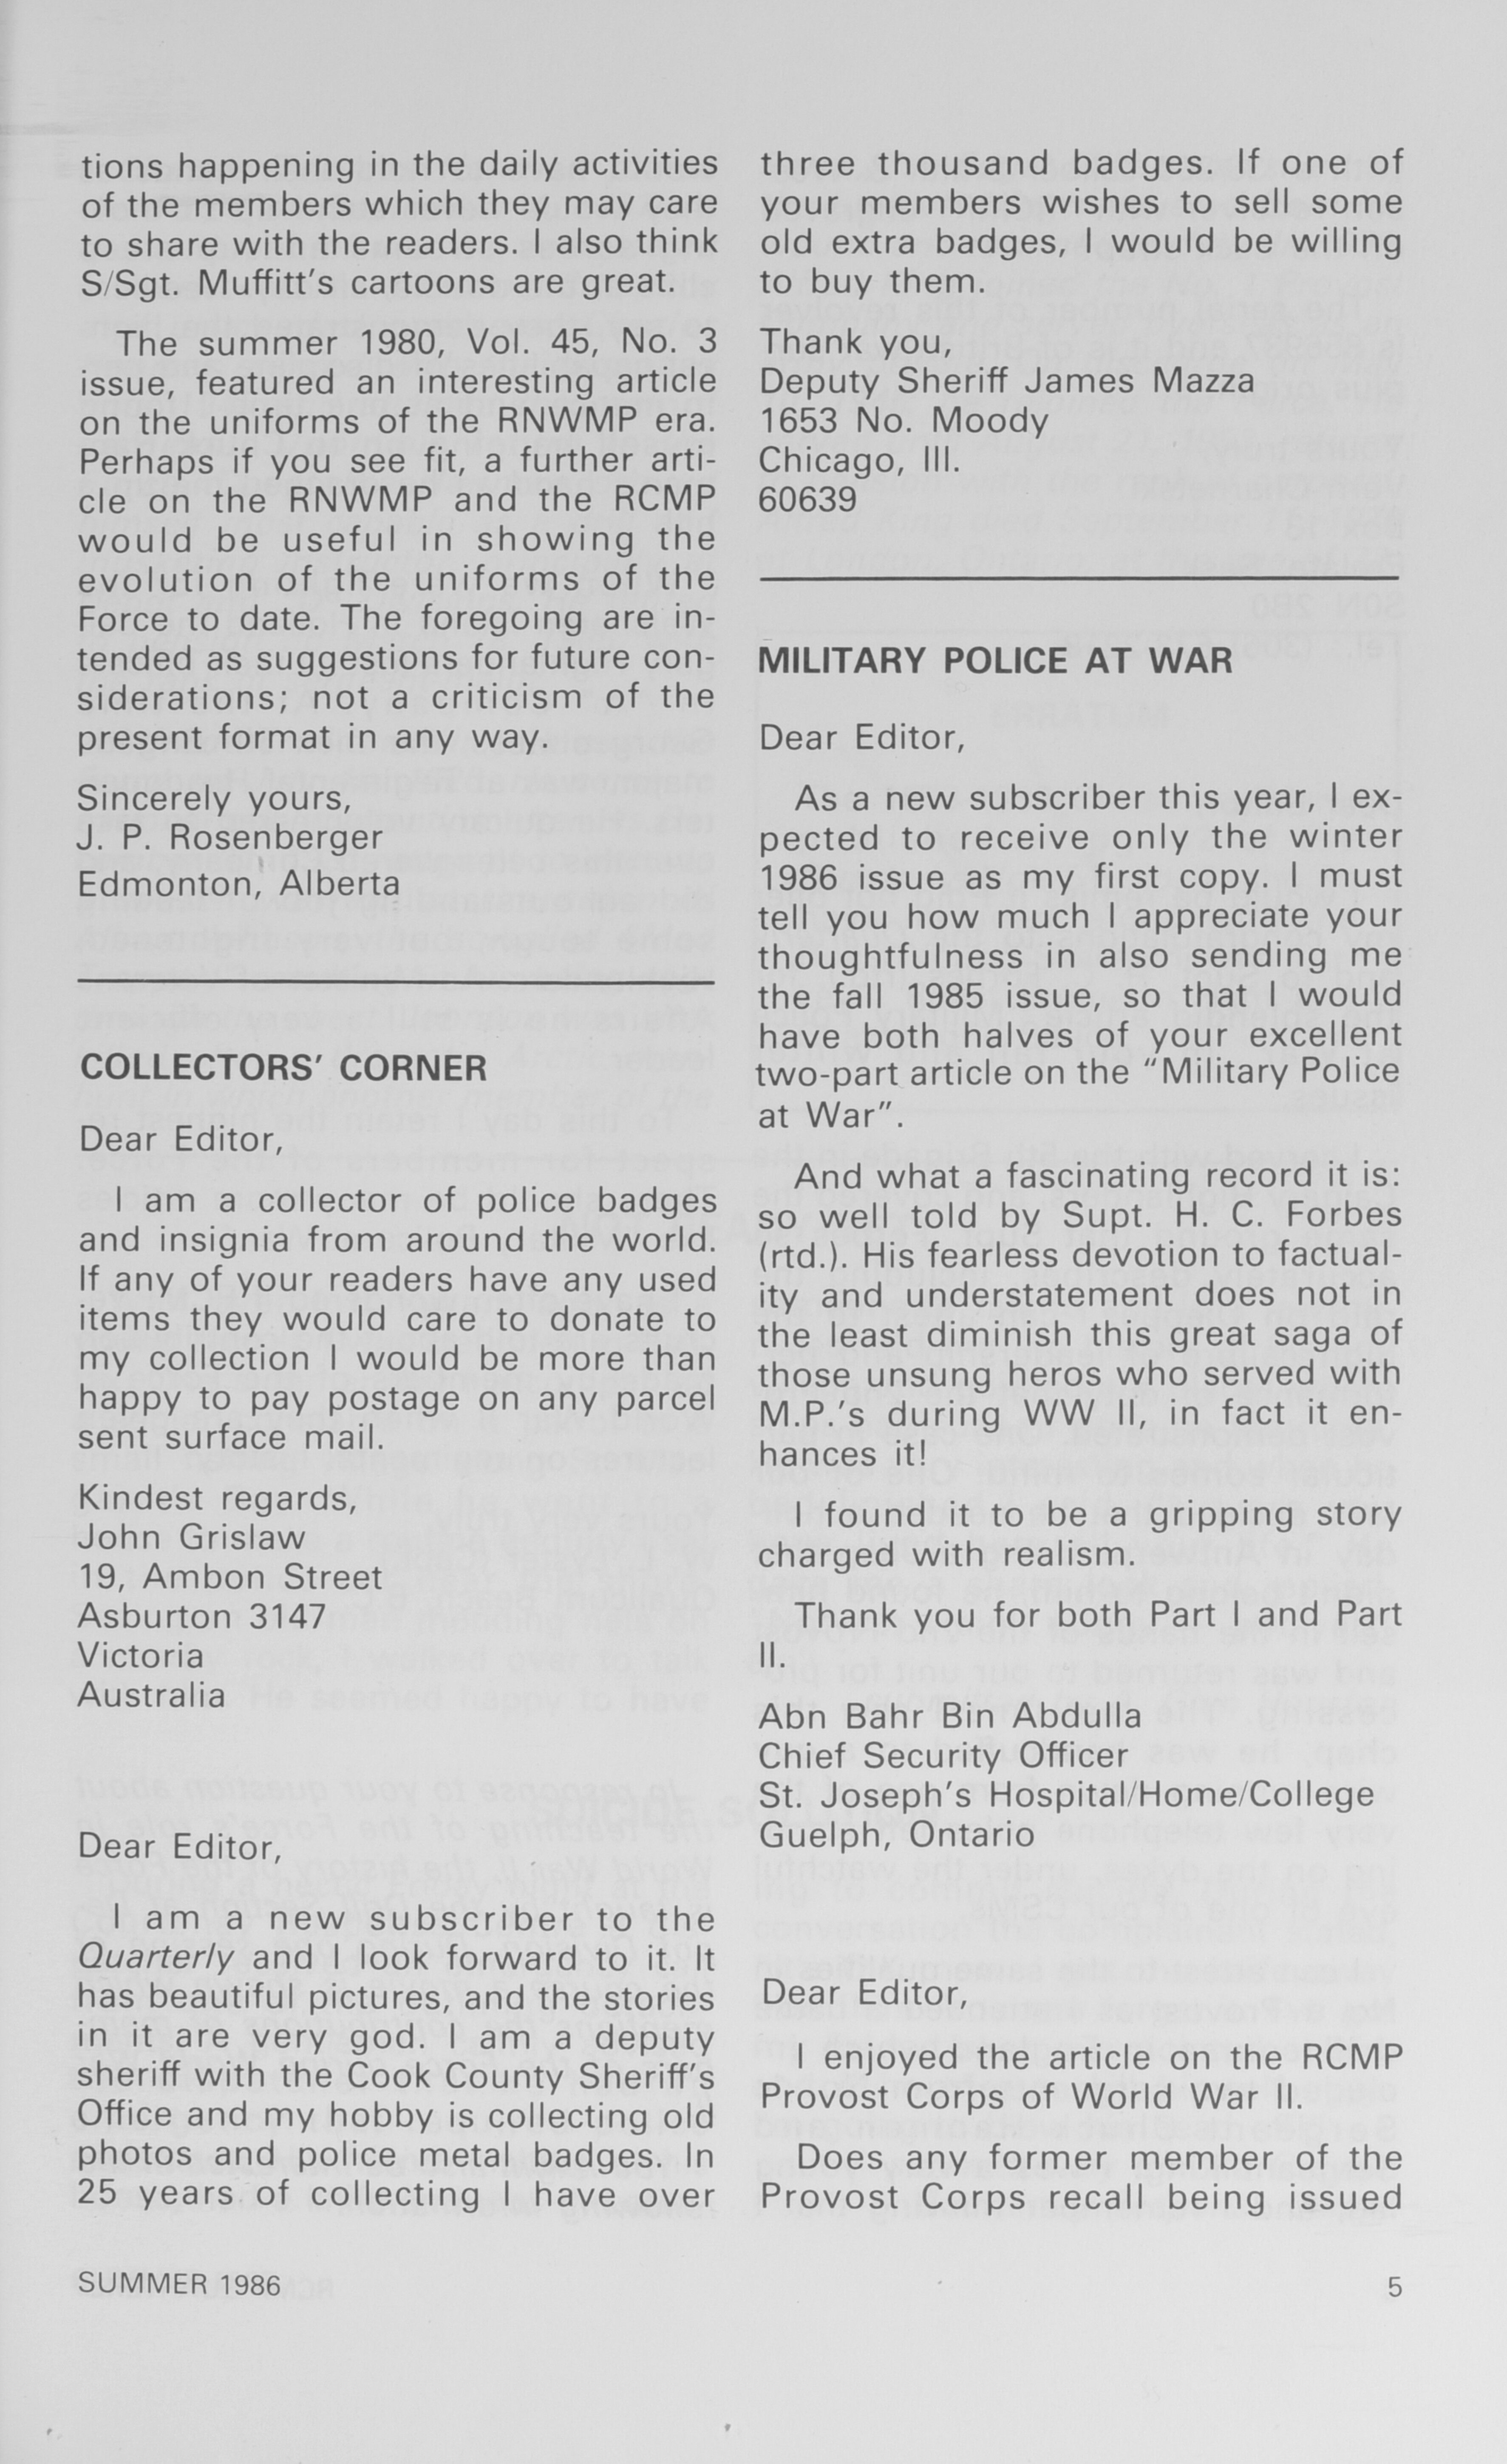 tions happening in the daily activities
of the members which they may care
to share with the readers. I also think
S/Sgt. Muffitt's cartoons are great.
The summer 1980, Vol. 45, No. 3
issue, featured an interesting article
on the uniforms of the RNWMP era.
Perhaps if you see fit, a further arti-
cle on the RNWMP and the RCMP
would be useful in showing the
evolution of the uniforms of the
Force to date. The foregoing are in-
tended as suggestions for future con-
siderations; not a criticism of the
present format in any way.
Sincerely yours,
J. P. Rosenberger
Edmonton, Alberta
COLLECTORS' CORNER
Dear Editor,
I am a collector of police badges
and insignia from around the world.
If any of your readers have any used
items they would care to donate to
my collection I would be more than
happy to pay postage on any parcel
sent surface mail.
Kindest regards,
John Grislaw
19, Ambon Street
Asburton 3147
Victoria
Australia
Dear Editor,
I am a new subscriber to the
Quarterly and I look forward to it. It
has beautiful pictures, and the stories
in it are very god. I am a deputy
sheriff with the Cook County Sheriff's
Office and my hobby is collecting old
photos and police metal badges. In
25 years of collecting I have over
three thousand badges. If one of
your members wishes to sell some
old extra badges, I would be willing
to buy them.
Thank you,
Deputy Sheriff James Mazza
1653 No. Moody
Chicago, Ill.
60639
MILITARY POLICE AT WAR
Dear Editor,
As a new subscriber this year, I ex-
pected to receive only the winter
1986 issue as my first copy. I must
tell you how much I appreciate your
thoughtfulness in also sending me
the fall 1985 issue, so that I would
have both halves of your excellent
two-part article on the "Military Police
at War".
And what a fascinating record it is:
so well told by Supt. H. C. Forbes
(rtd.). His fearless devotion to factual-
ity and understatement does not in
the least diminish this great saga of
those unsung heros who served with
M.P.'s during WW II, in fact it en-
hances it!
I found it to be a gripping story
charged with realism.
Thank you for both Part I and Part
II.
Abn Bahr Bin Abdulla
Chief Security Officer
St. Joseph's Hospital/Home/College
Guelph, Ontario
Dear Editor,
I enjoyed the article on the RCMP
Provost Corps of World War II.
Does any former member of the
Provost Corps recall being issued
SUMMER 1986
5